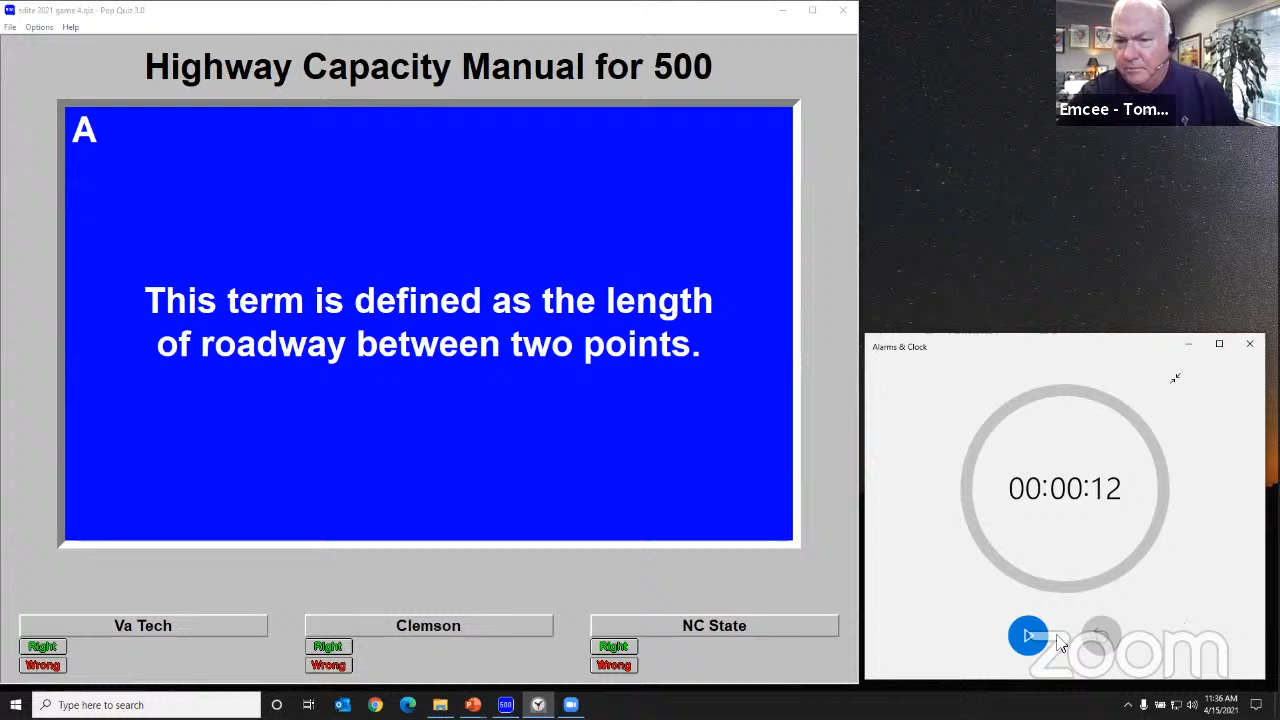 sdite 2021 game 4.qiz - Pop Quiz 3.0
File Options Help
Highway Capacity Manual for 500
A
This term is defined as the length
of roadway between two points.
Va Tech
Right
Wrong
Clemson
Right
Wrong
NC State
Right
Wrong
Emcee - Tom...
Alarms & Clock
00:00:12
zoom
Type here to search
500
11:36 AM
4/15/2021